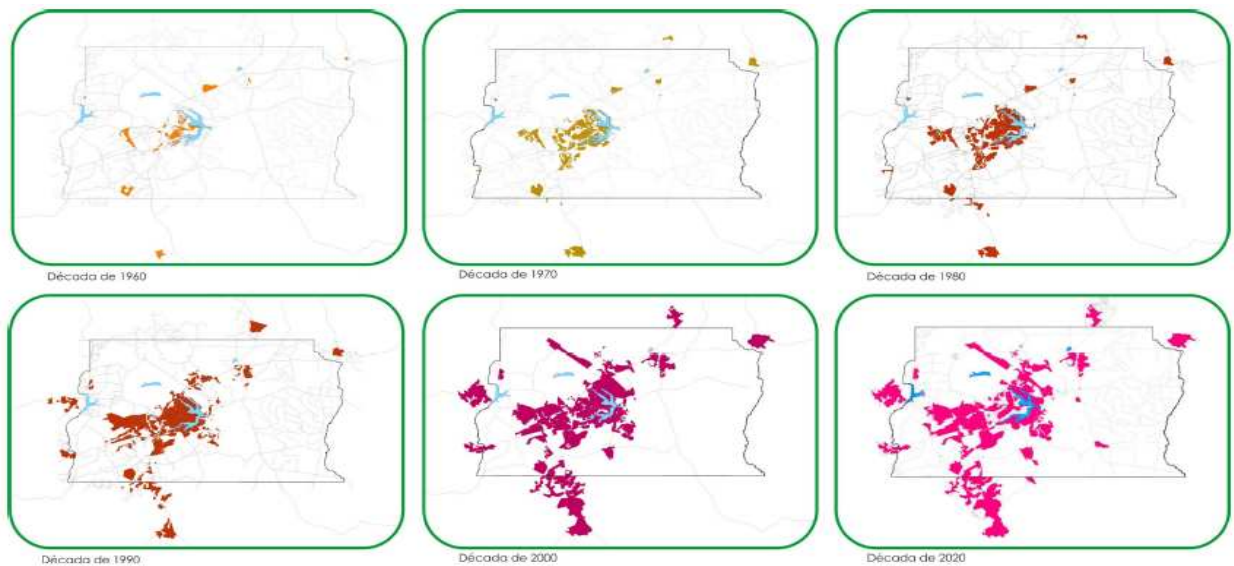 Década de 1960
Década de 1970
Década de 1980
Década de 1990
Década de 2000
Década de 2020